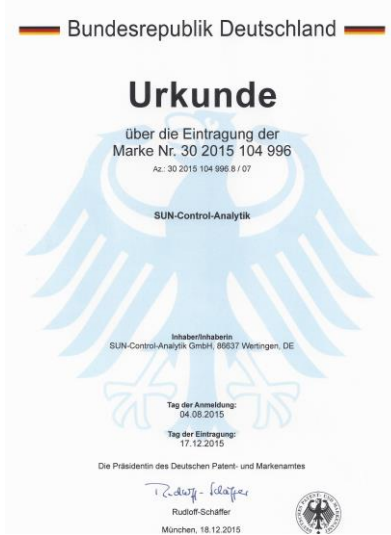 Bundesrepublik Deutschland
Urkunde
über die Eintragung der
Marke Nr. 30 2015 104 996
Az.: 30 2015 104 996.8 / 07
SUN-Control-Analytik
Inhaber/Inhaberin
SUN-Control-Analytik GmbH, 86637 Wertingen, DE
Tag der Anmeldung:
04.08.2015
Tag der Eintragung:
17.12.2015
Die Präsidentin des Deutschen Patent- und Markenamtes
Rudloff-Schäffer
Rudloff-Schäffer
München, 18.12.2015